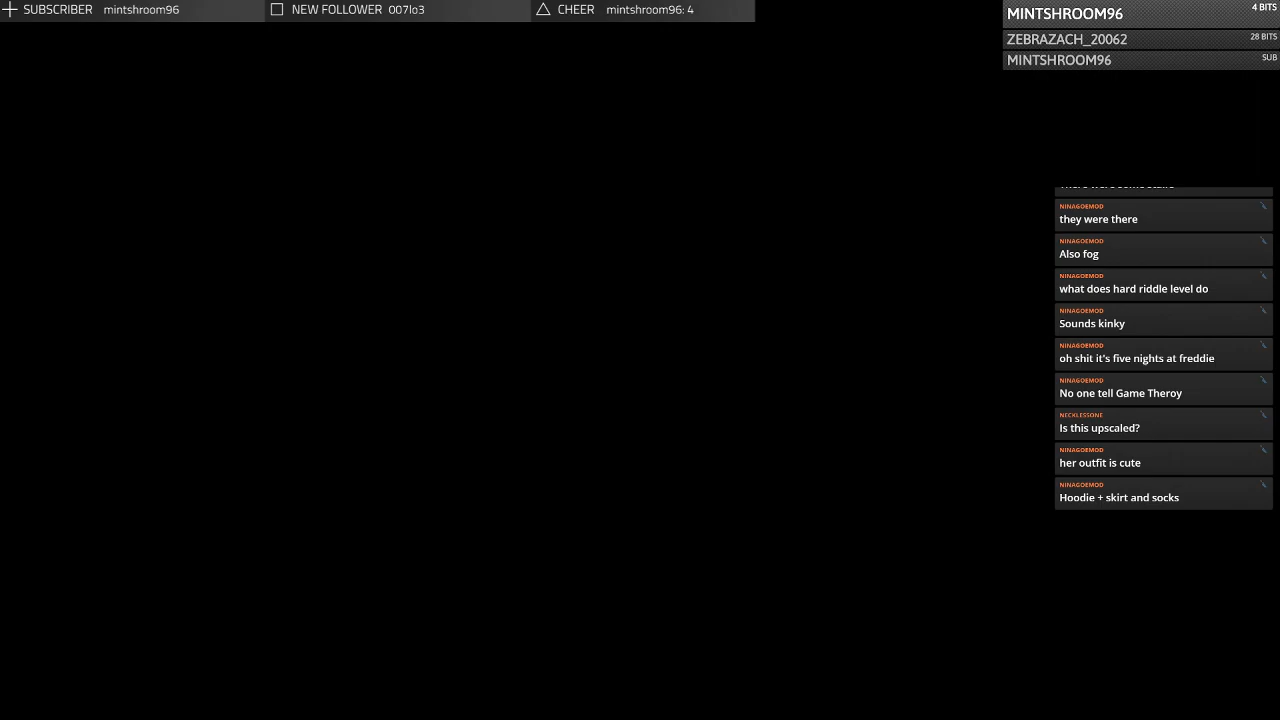 SUBSCRIBER mintshroom96
NEW FOLLOWER 007lo3
CHEER mintshroom96: 4
MINTSHROOM96 4 BITS
ZEBRAZACH_20062 28 BITS
MINTSHROOM96 SUB
NINAGOEMOD
they were there
NINAGOEMOD
Also fog
NINAGOEMOD
what does hard riddle level do
NINAGOEMOD
Sounds kinky
NINAGOEMOD
oh shit it's five nights at freddie
NINAGOEMOD
No one tell Game Theroy
NECKLESSONE
Is this upscaled?
NINAGOEMOD
her outfit is cute
NINAGOEMOD
Hoodie + skirt and socks